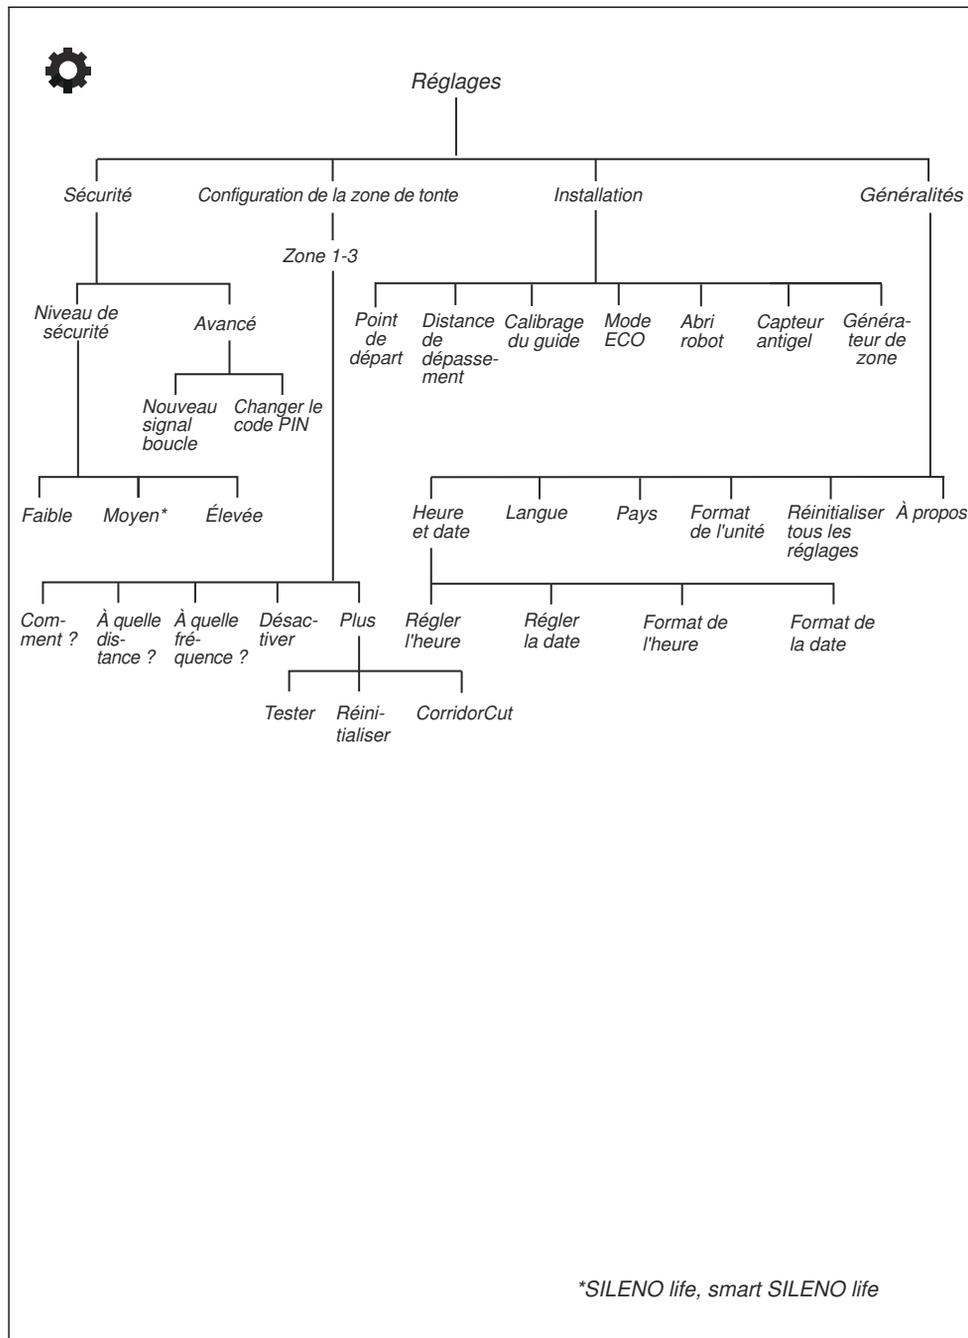 Réglages
Sécurité
Configuration de la zone de tonte
Installation
Généralités
Zone 1-3
Niveau de
sécurité
Avancé
Nouveau
signal
boucle
Changer le
code PIN
Faible
Moyen*
Élevée
Point
de
départ
Distance
de
dépasse-
ment
Calibrage
du guide
Mode
ECO
Abri
robot
Capteur
antigel
Généra-
teur de
zone
Heure
et date
Langue
Pays
Format
de l'unité
Réinitialiser
tous les
réglages
À propos
Com-
ment ?
À quelle
dis-
tance ?
À quelle
fré-
quence ?
Désac-
tiver
Plus
Régler
l'heure
Régler
la date
Format de
l'heure
Format de
la date
Tester
Réini-
tialiser
CorridorCut
*SILENO life, smart SILENO life